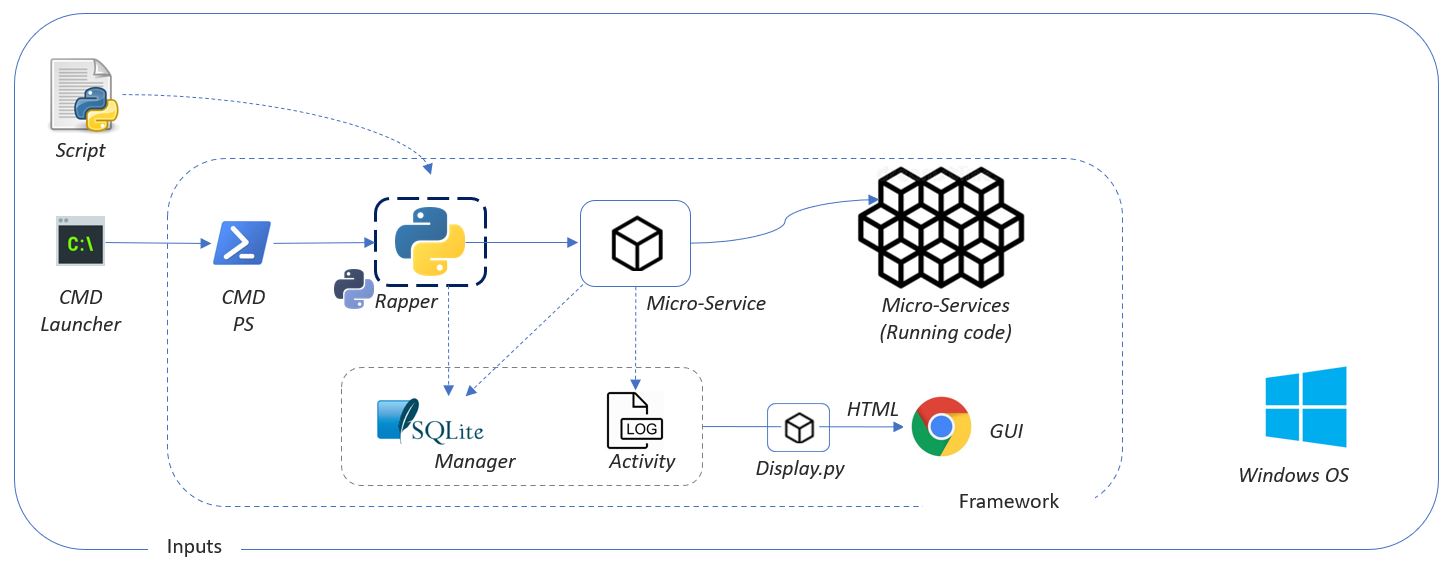 Script
C:\
CMD
Launcher
CMD
PS
Rapper
Micro-Service
Micro-Services
(Running code)
SQLite
Manager
LOG
Activity
Display.py
HTML
GUI
Windows OS
Framework
Inputs